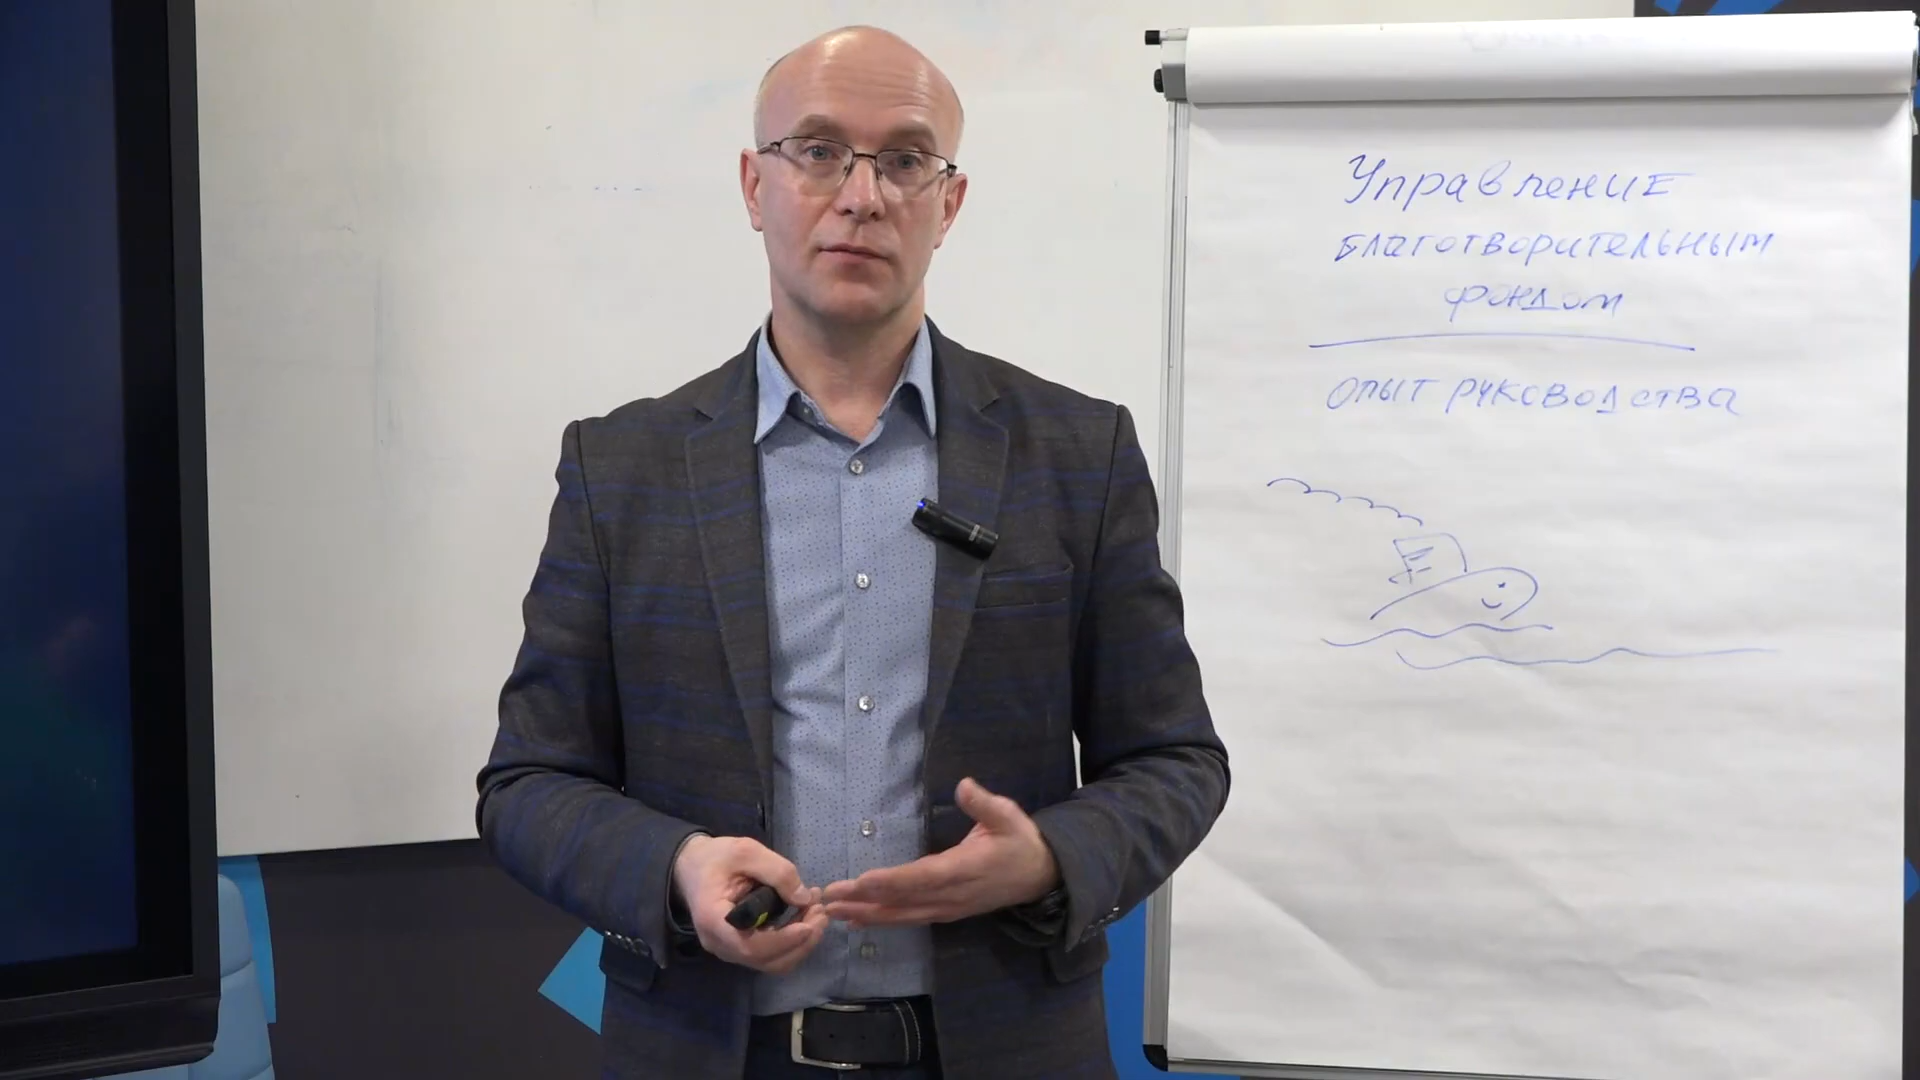 Управление
благотворительным
фондом
опыт руководства